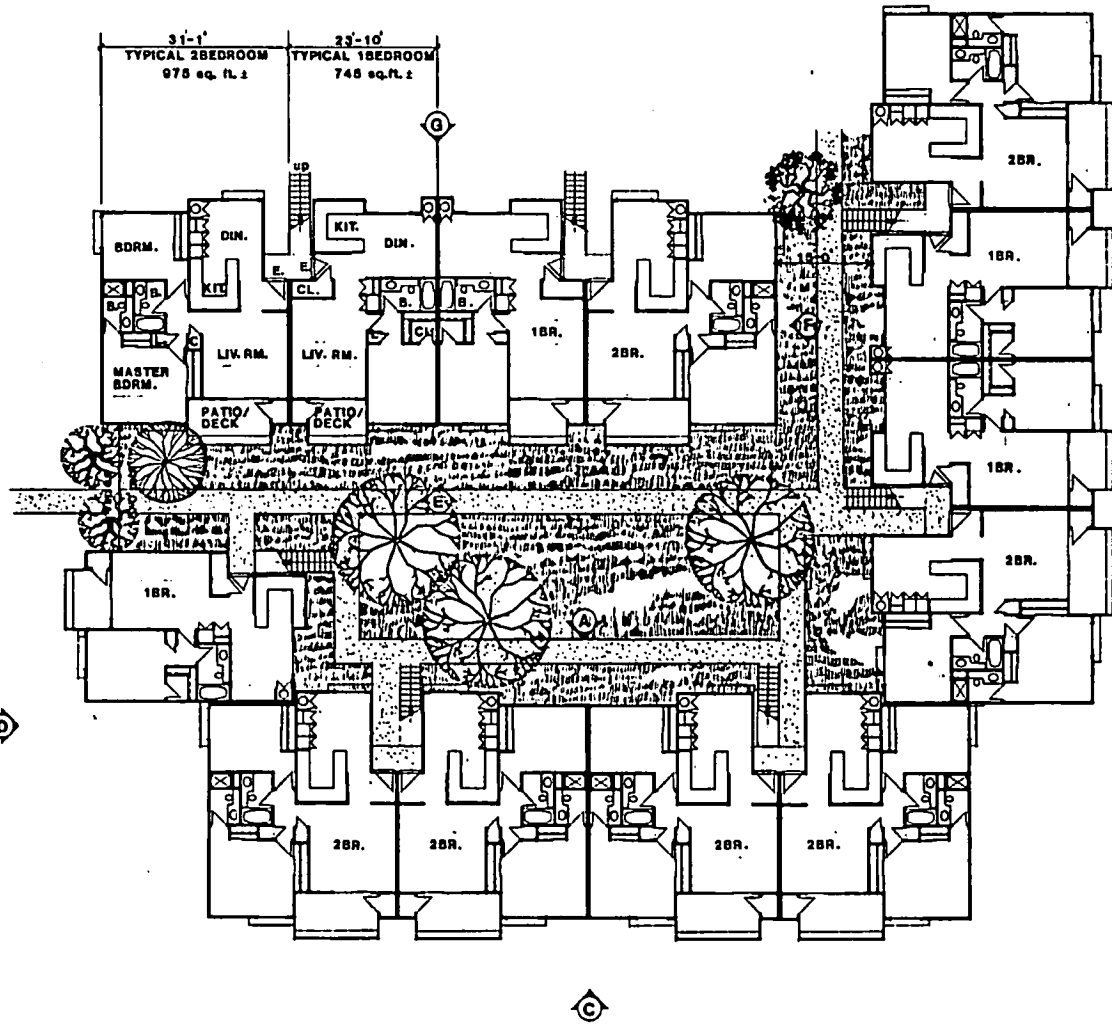 31'-1"
TYPICAL 2BEDROOM
975 sq. ft. ±
23'-10"
TYPICAL 1BEDROOM
745 sq.ft. ±
G
UP
2BR.
BDRM.
DIN.
KIT.
DIN.
E.
E.
KIT.
CL.
B.
B.
B.
B.
CL.
C
1BR.
LIV. RM.
LIV. RM.
2BR.
MASTER
BDRM.
PATIO/
DECK
PATIO/
DECK
15'-0"
1BR.
F
1BR.
E
2BR.
1BR.
A
D
2BR.
2BR.
2BR.
2BR.
C